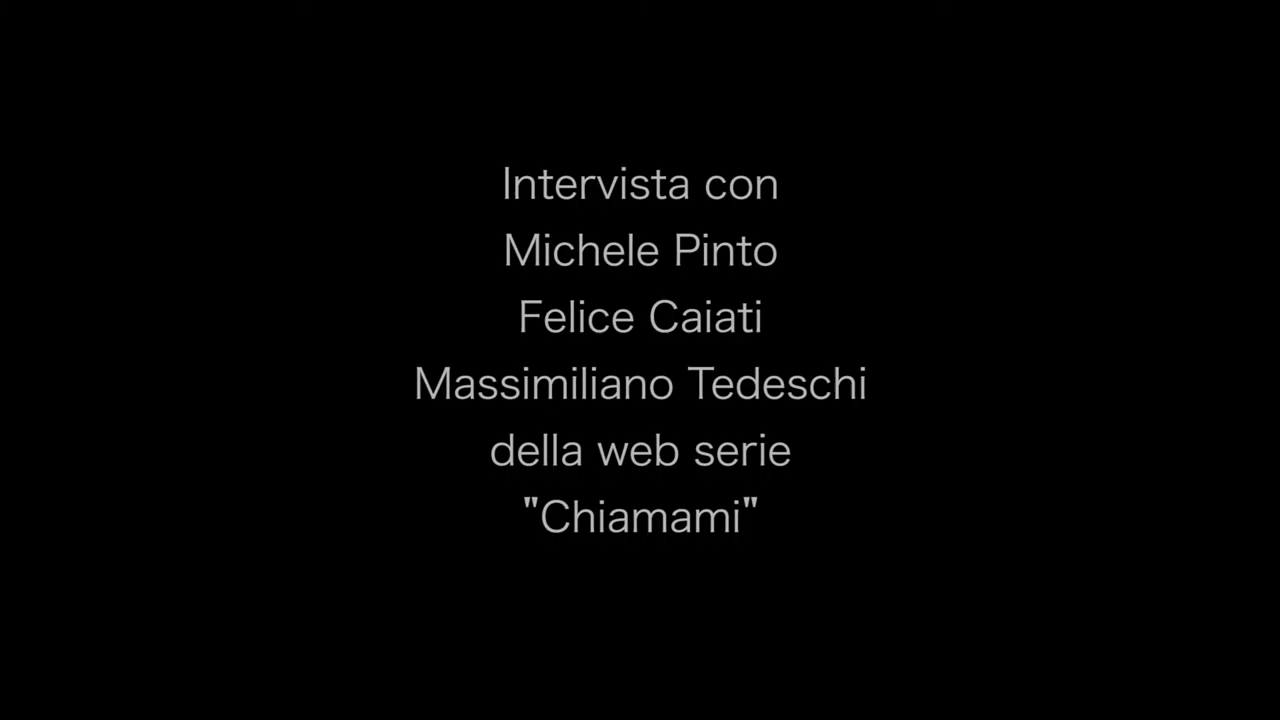 Intervista con
Michele Pinto
Felice Caiati
Massimiliano Tedeschi
della web serie
"Chiamami"